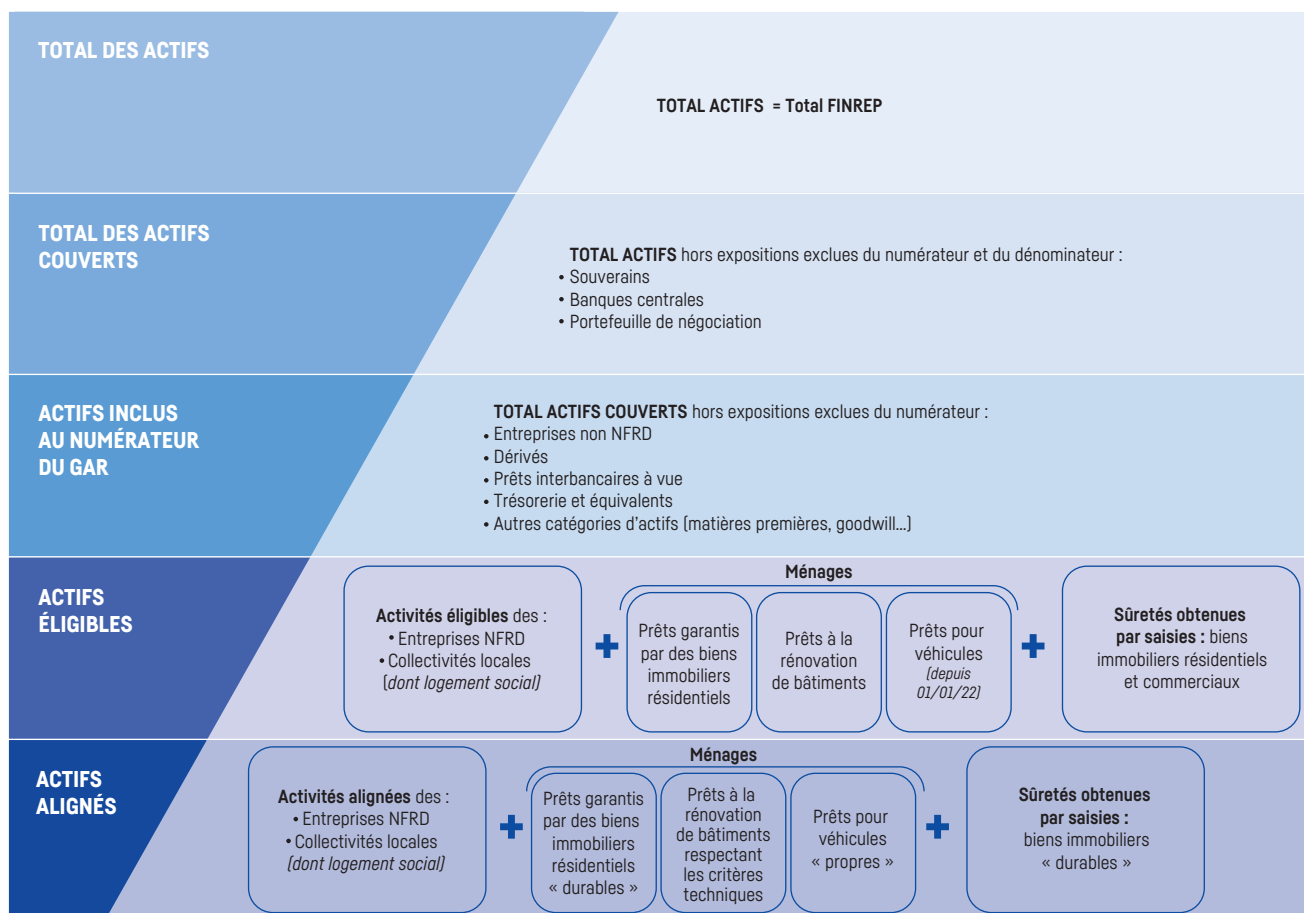 TOTAL DES ACTIFS
TOTAL ACTIFS = Total FINREP
TOTAL DES ACTIFS
COUVERTS
TOTAL ACTIFS hors expositions exclues du numérateur et du dénominateur :
• Souverains
• Banques centrales
• Portefeuille de négociation
ACTIFS INCLUS
AU NUMÉRATEUR
DU GAR
TOTAL ACTIFS COUVERTS hors expositions exclues du numérateur :
• Entreprises non NFRD
• Dérivés
• Prêts interbancaires à vue
• Trésorerie et équivalents
• Autres catégories d'actifs (matières premières, goodwill...)
ACTIFS
ÉLIGIBLES
Activités éligibles des :
• Entreprises NFRD
• Collectivités locales
(dont logement social)
+
Ménages
Prêts garantis
par des biens
immobiliers
résidentiels
Prêts à la
rénovation
de bâtiments
Prêts pour
véhicules
(depuis
01/01/22)
+
Sûretés obtenues
par saisies : biens
immobiliers résidentiels
et commerciaux
ACTIFS
ALIGNÉS
Activités alignées des :
• Entreprises NFRD
• Collectivités locales
(dont logement social)
+
Ménages
Prêts garantis
par des biens
immobiliers
résidentiels
« durables »
Prêts à la
rénovation
de bâtiments
respectant
les critères
techniques
Prêts pour
véhicules
« propres »
+
Sûretés obtenues
par saisies :
biens immobiliers
« durables »